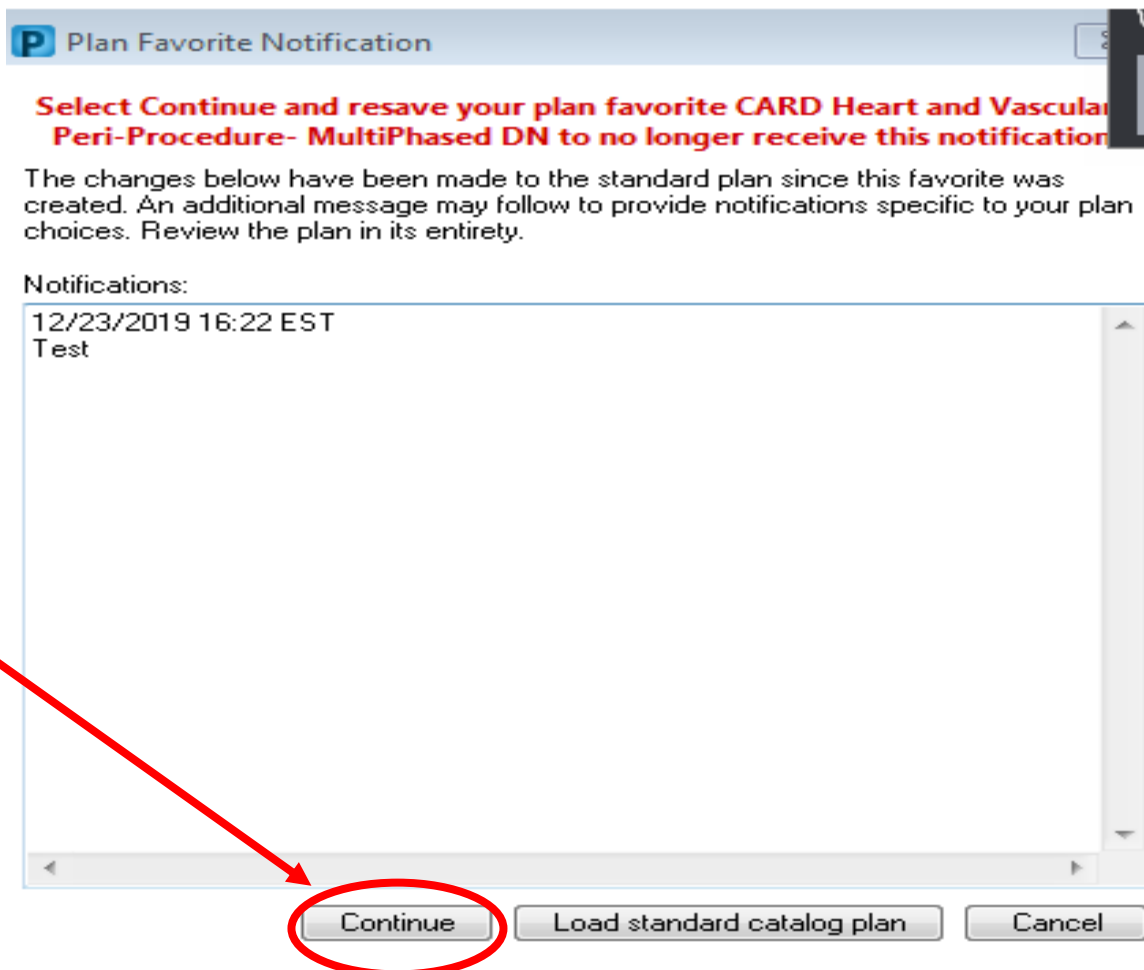 P Plan Favorite Notification
Select Continue and resave your plan favorite CARD Heart and Vascular
Peri-Procedure- MultiPhased DN to no longer receive this notification
The changes below have been made to the standard plan since this favorite was
created. An additional message may follow to provide notifications specific to your plan
choices. Review the plan in its entirety.
Notifications:
12/23/2019 16:22 EST
Test
Continue Load standard catalog plan Cancel